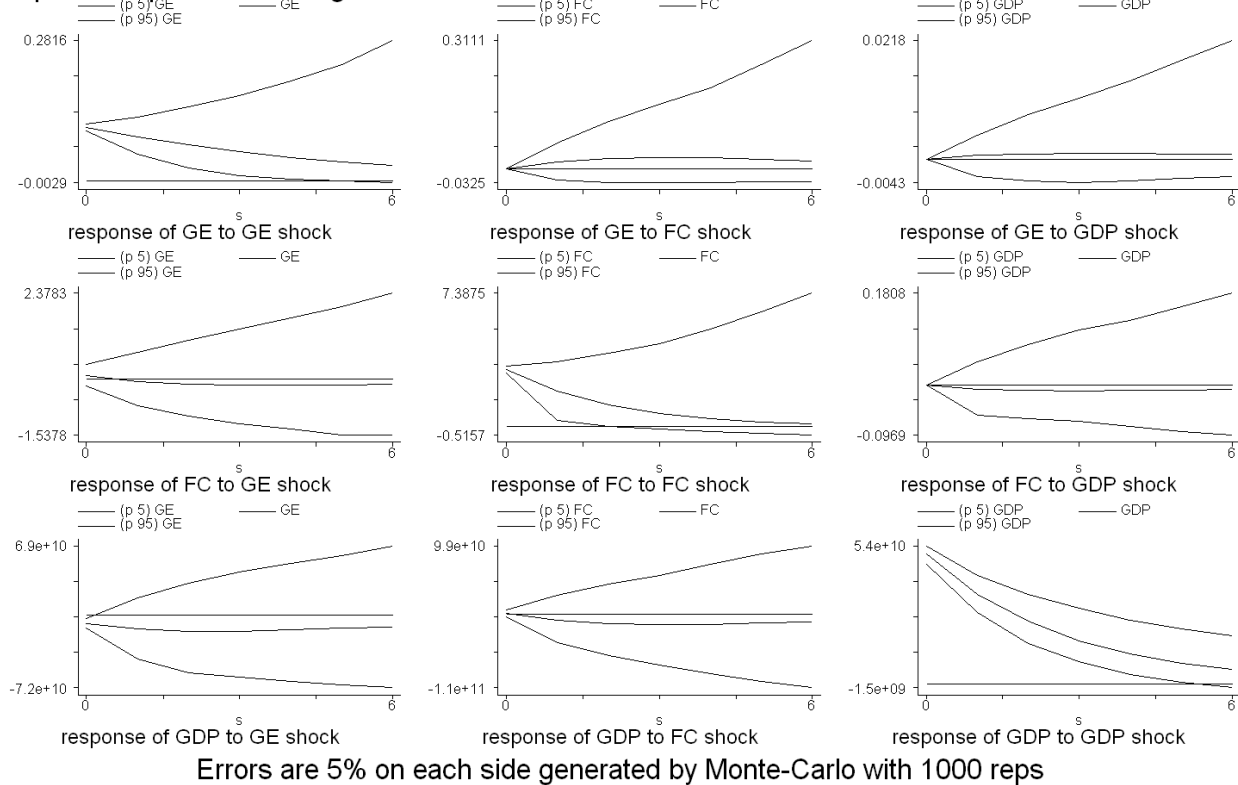 (p 5) GE GE
(p 95) GE
0.2816
-0.0029
0 s 6
response of GE to GE shock
(p 5) FC FC
(p 95) FC
0.3111
-0.0325
0 s 6
response of GE to FC shock
(p 5) GDP GDP
(p 95) GDP
0.0218
-0.0043
0 s 6
response of GE to GDP shock
(p 5) GE GE
(p 95) GE
2.3783
-1.5378
0 s 6
response of FC to GE shock
(p 5) FC FC
(p 95) FC
7.3875
-0.5157
0 s 6
response of FC to FC shock
(p 5) GDP GDP
(p 95) GDP
0.1808
-0.0969
0 s 6
response of FC to GDP shock
(p 5) GE GE
(p 95) GE
6.9e+10
-7.2e+10
0 s 6
response of GDP to GE shock
(p 5) FC FC
(p 95) FC
9.9e+10
-1.1e+11
0 s 6
response of GDP to FC shock
(p 5) GDP GDP
(p 95) GDP
5.4e+10
-1.5e+09
0 s 6
response of GDP to GDP shock
Errors are 5% on each side generated by Monte-Carlo with 1000 reps